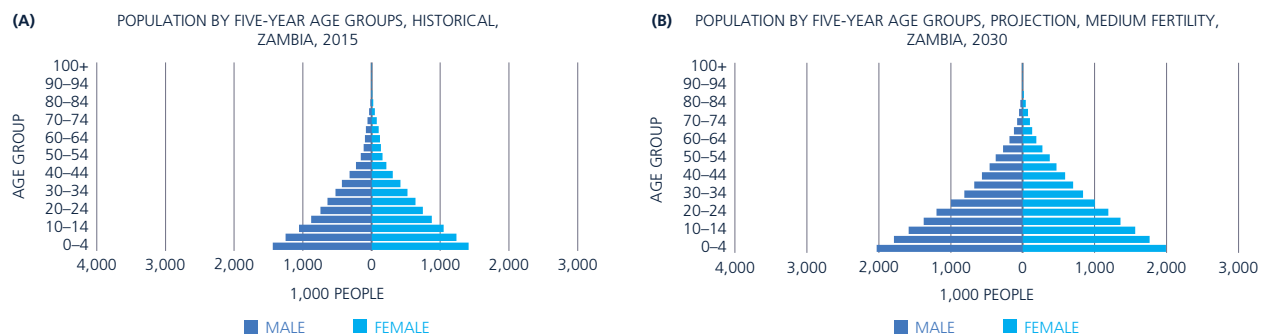 (A) POPULATION BY FIVE-YEAR AGE GROUPS, HISTORICAL,
ZAMBIA, 2015
AGE GROUP
100+
90–94
80–84
70–74
60–64
50–54
40–44
30–34
20–24
10–14
0–4
4,000 3,000 2,000 1,000 0 1,000 2,000 3,000
1,000 PEOPLE
MALE FEMALE
(B) POPULATION BY FIVE-YEAR AGE GROUPS, PROJECTION, MEDIUM FERTILITY,
ZAMBIA, 2030
AGE GROUP
100+
90–94
80–84
70–74
60–64
50–54
40–44
30–34
20–24
10–14
0–4
4,000 3,000 2,000 1,000 0 1,000 2,000 3,000
1,000 PEOPLE
MALE FEMALE